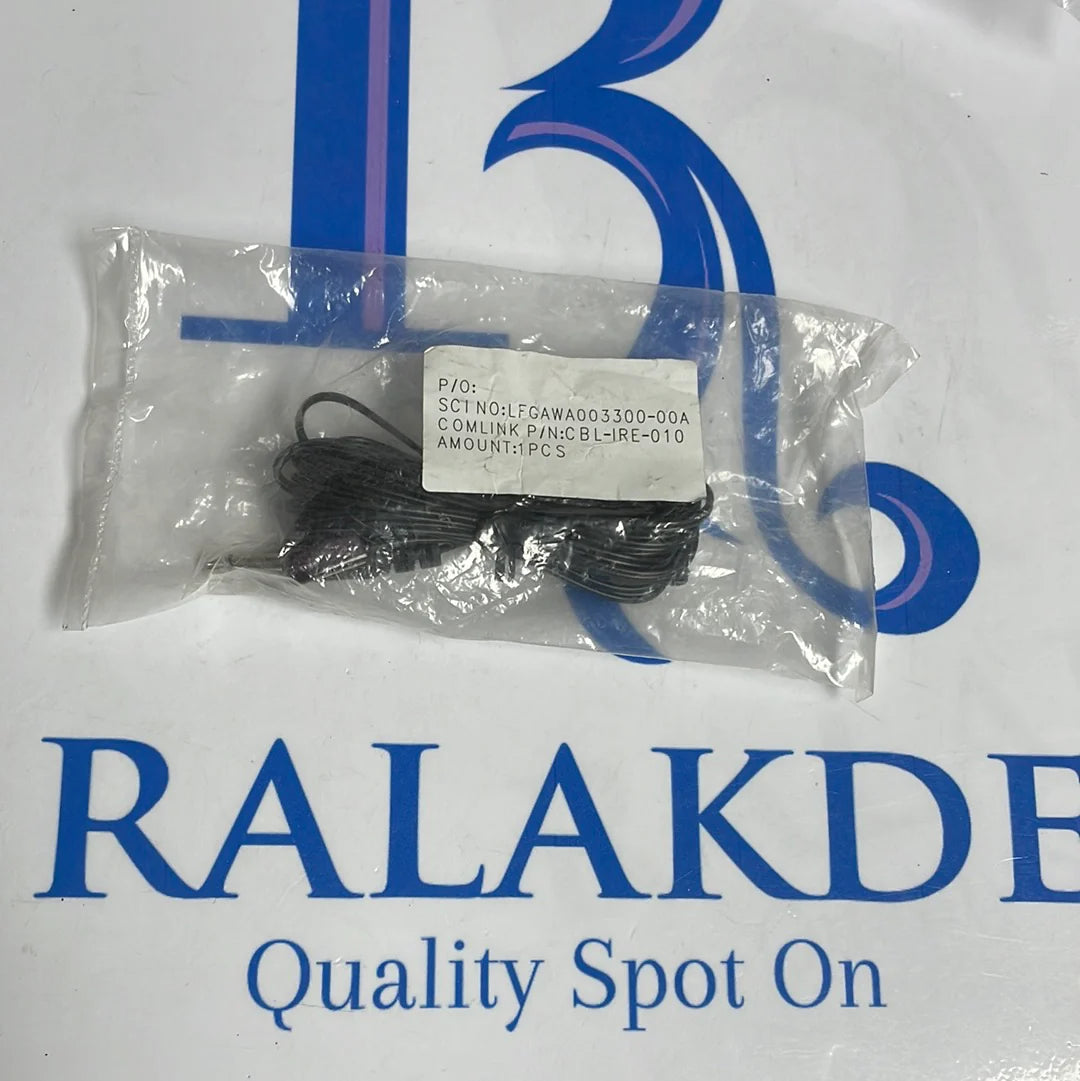 P/O:
SCI NO:LFGAWA003300-00A
COMLINK P/N:CBL-IRE-010
AMOUNT:1PCS
RALAKDE
Quality Spot On